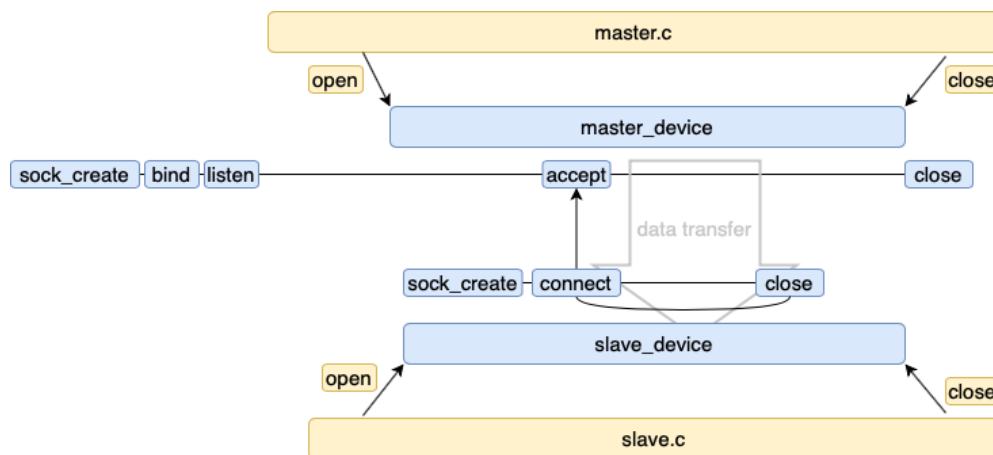 master.c
open
close
master_device
sock_create
bind
listen
accept
close
data transfer
sock_create
connect
close
slave_device
open
close
slave.c